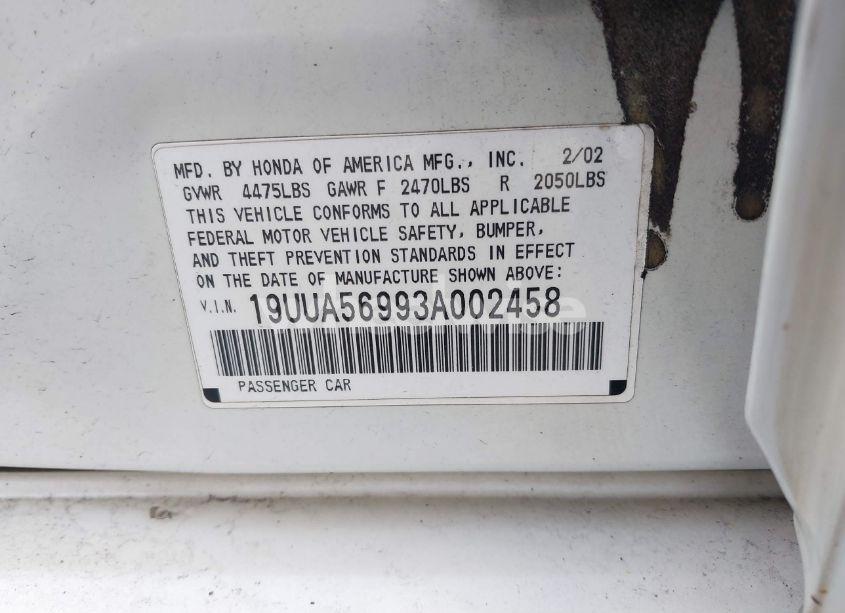 MFD. BY HONDA OF AMERICA MFG., INC. 2/02
GVWR 4475LBS GAWR F 2470LBS R 2050LBS
THIS VEHICLE CONFORMS TO ALL APPLICABLE
FEDERAL MOTOR VEHICLE SAFETY, BUMPER,
AND THEFT PREVENTION STANDARDS IN EFFECT
ON THE DATE OF MANUFACTURE SHOWN ABOVE:
V.I.N. 19UUA56993A002458
PASSENGER CAR